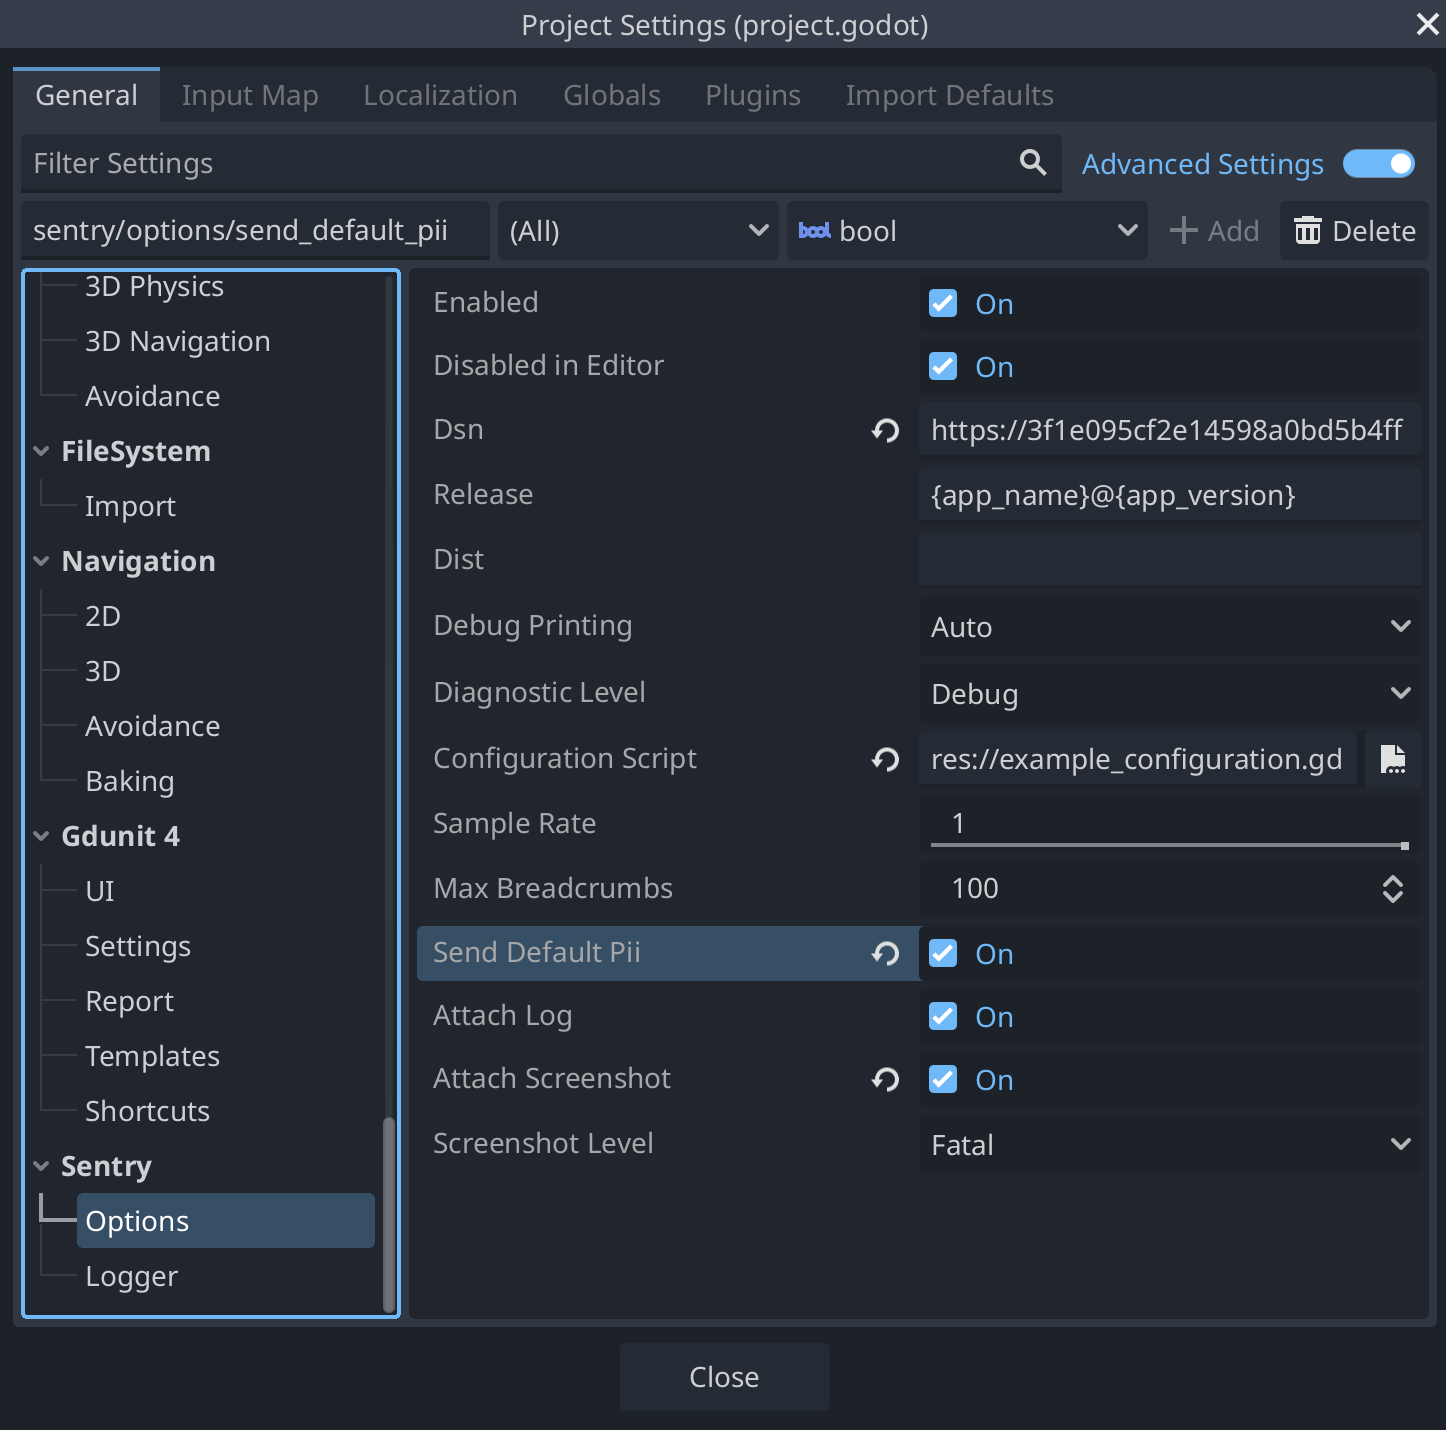 Project Settings (project.godot)
General Input Map Localization Globals Plugins Import Defaults
Filter Settings Advanced Settings
sentry/options/send_default_pii (All) bool bool Add Delete
3D Physics
3D Navigation
Avoidance
FileSystem
Import
Navigation
2D
3D
Avoidance
Baking
Gdunit 4
UI
Settings
Report
Templates
Shortcuts
Sentry
Options
Logger
Enabled On
Disabled in Editor On
Dsn https://3f1e095cf2e14598a0bd5b4ff
Release {app_name}@{app_version}
Dist
Debug Printing Auto
Diagnostic Level Debug
Configuration Script res://example_configuration.gd
Sample Rate 1
Max Breadcrumbs 100
Send Default Pii On
Attach Log On
Attach Screenshot On
Screenshot Level Fatal
Close